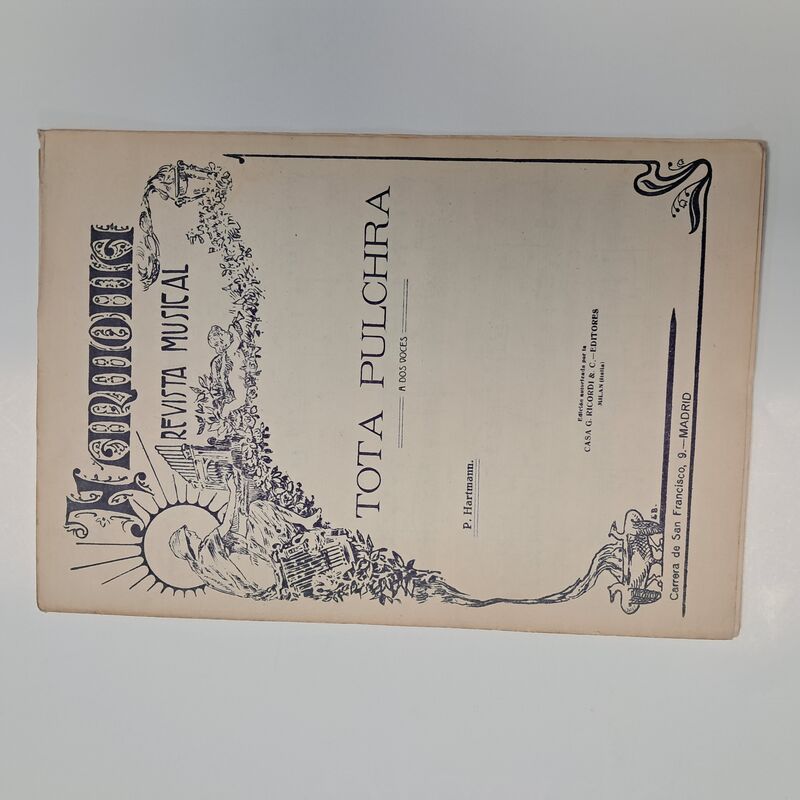 HARMONIA
REVISTA MUSICAL
TOTA PULCHRA
A DOS VOCES
P. Hartmann.
Edición autorizada por la
CASA G. RICORDI & C.—EDITORES
MILAN (Italia)
Carrera de San Francisco, 9.—MADRID